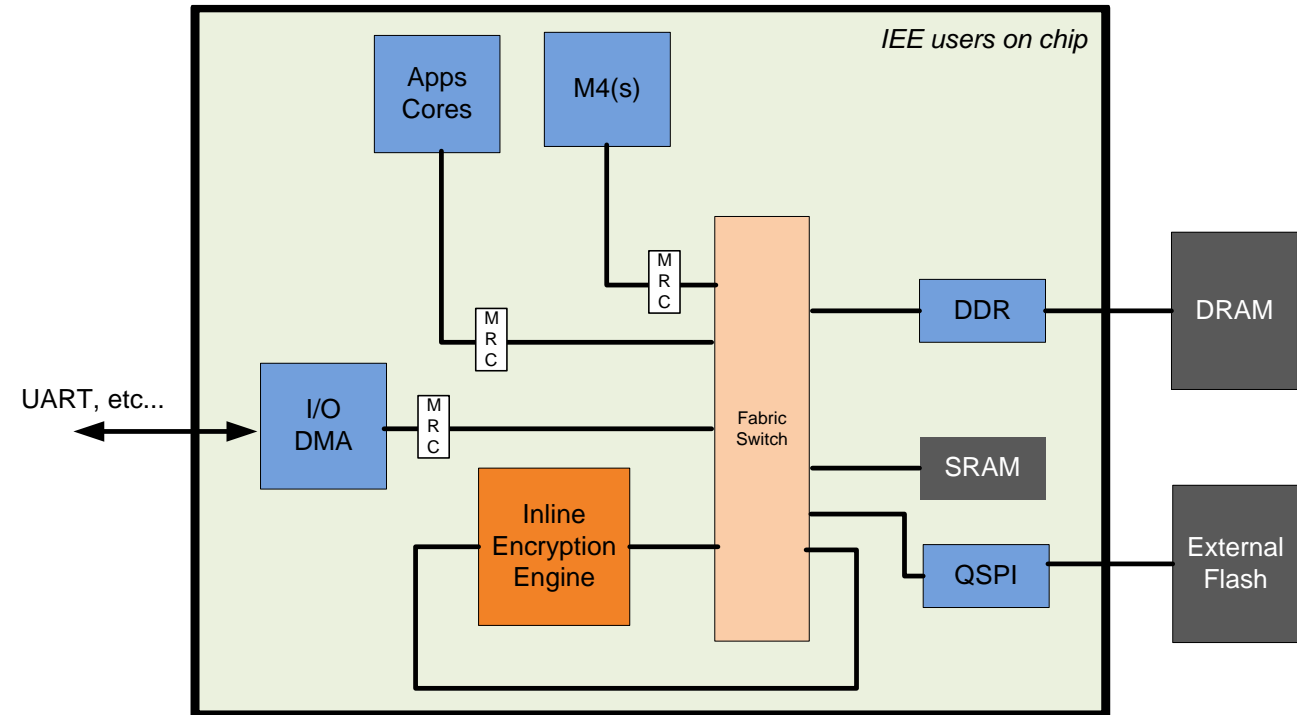 IEE users on chip
Apps
Cores
M4(s)
M
R
C
M
R
C
DDR
DRAM
UART, etc...
I/O
DMA
M
R
C
Fabric
Switch
SRAM
Inline
Encryption
Engine
QSPI
External
Flash